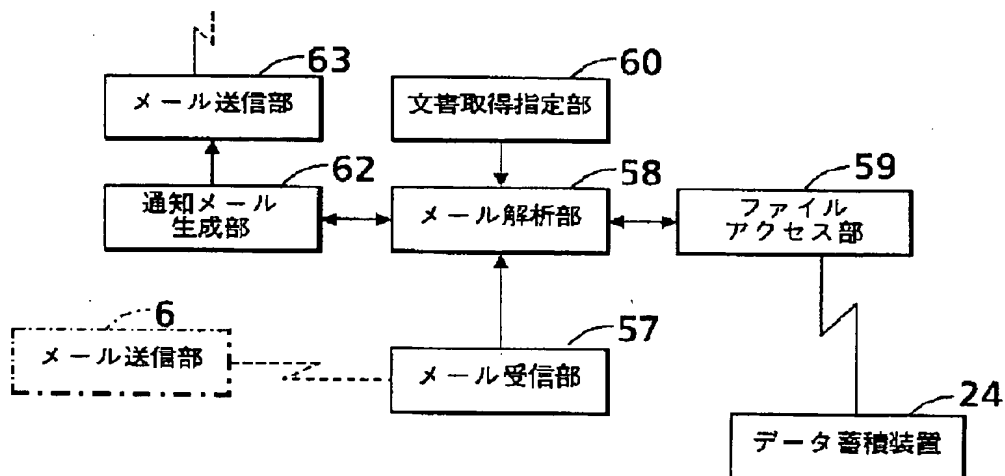 63
メール送信部
60
文書取得指定部
62
通知メール
生成部
58
メール解析部
59
ファイル
アクセス部
6
メール送信部
57
メール受信部
24
データ蓄積装置